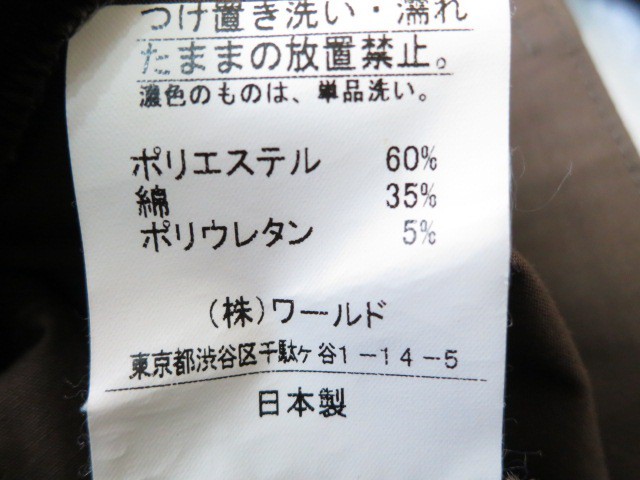 つけ置き洗い・濡れ
たままの放置禁止。
濃色のものは、単品洗い。
ポリエステル 60%
綿 35%
ポリウレタン 5%
(株)ワールド
東京都渋谷区千駄ヶ谷1-14-5
日本製